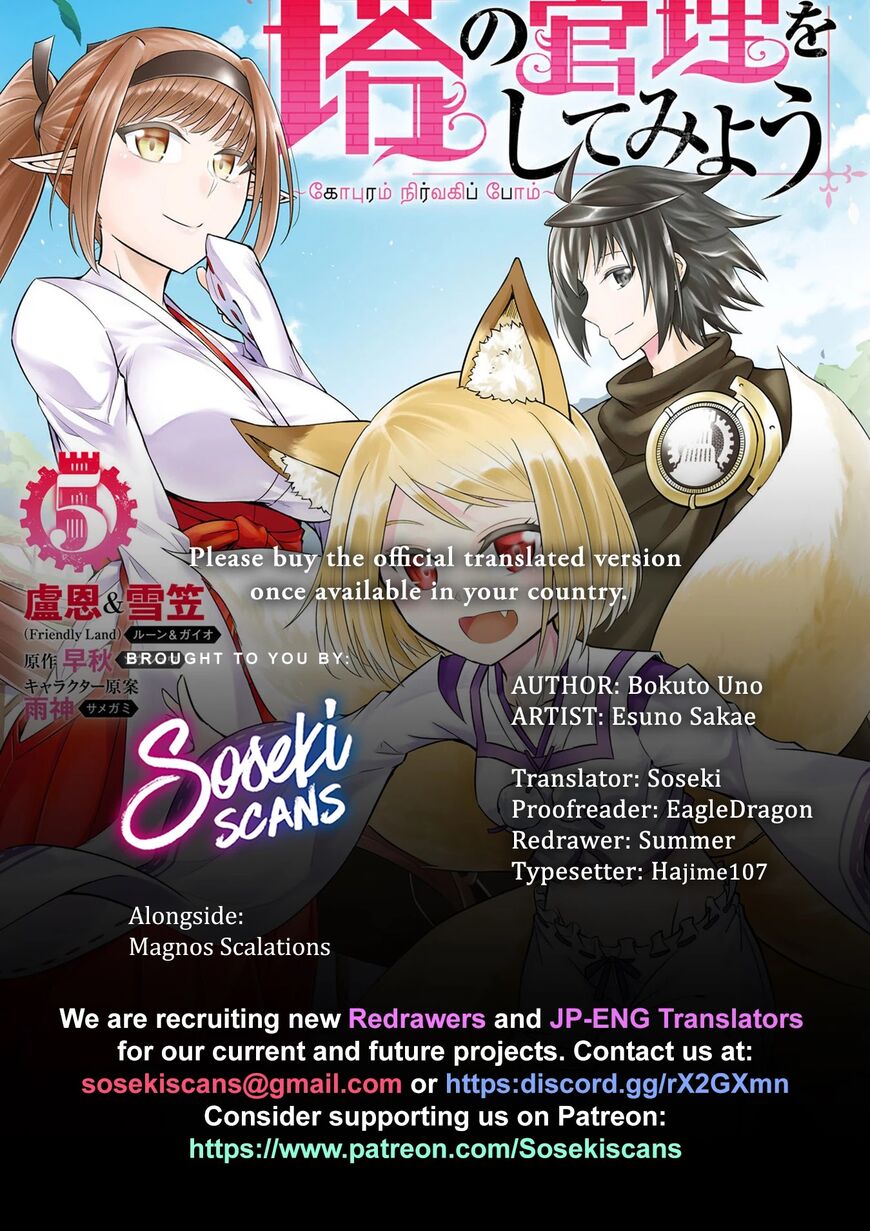 塔の管理を
してみよう
~கோபுரம் நிர்வகிப் போம்~
5
Please buy the official translated version
once available in your country.
盧恩&雪笠
(Friendly Land) ルーン&ガイオ
原作 早秋
BROUGHT TO YOU BY:
キャラクター原案
雨神 サメガミ
AUTHOR: Bokuto Uno
ARTIST: Esuno Sakae
Soseki
SCANS
Translator: Soseki
Proofreader: EagleDragon
Redrawer: Summer
Typesetter: Hajime107
Alongside:
Magnos Scalations
We are recruiting new Redrawers and JP-ENG Translators
for our current and future projects. Contact us at:
sosekiscans@gmail.com or https:discord.gg/rX2GXmn
Consider supporting us on Patreon:
https://www.patreon.com/Sosekiscans